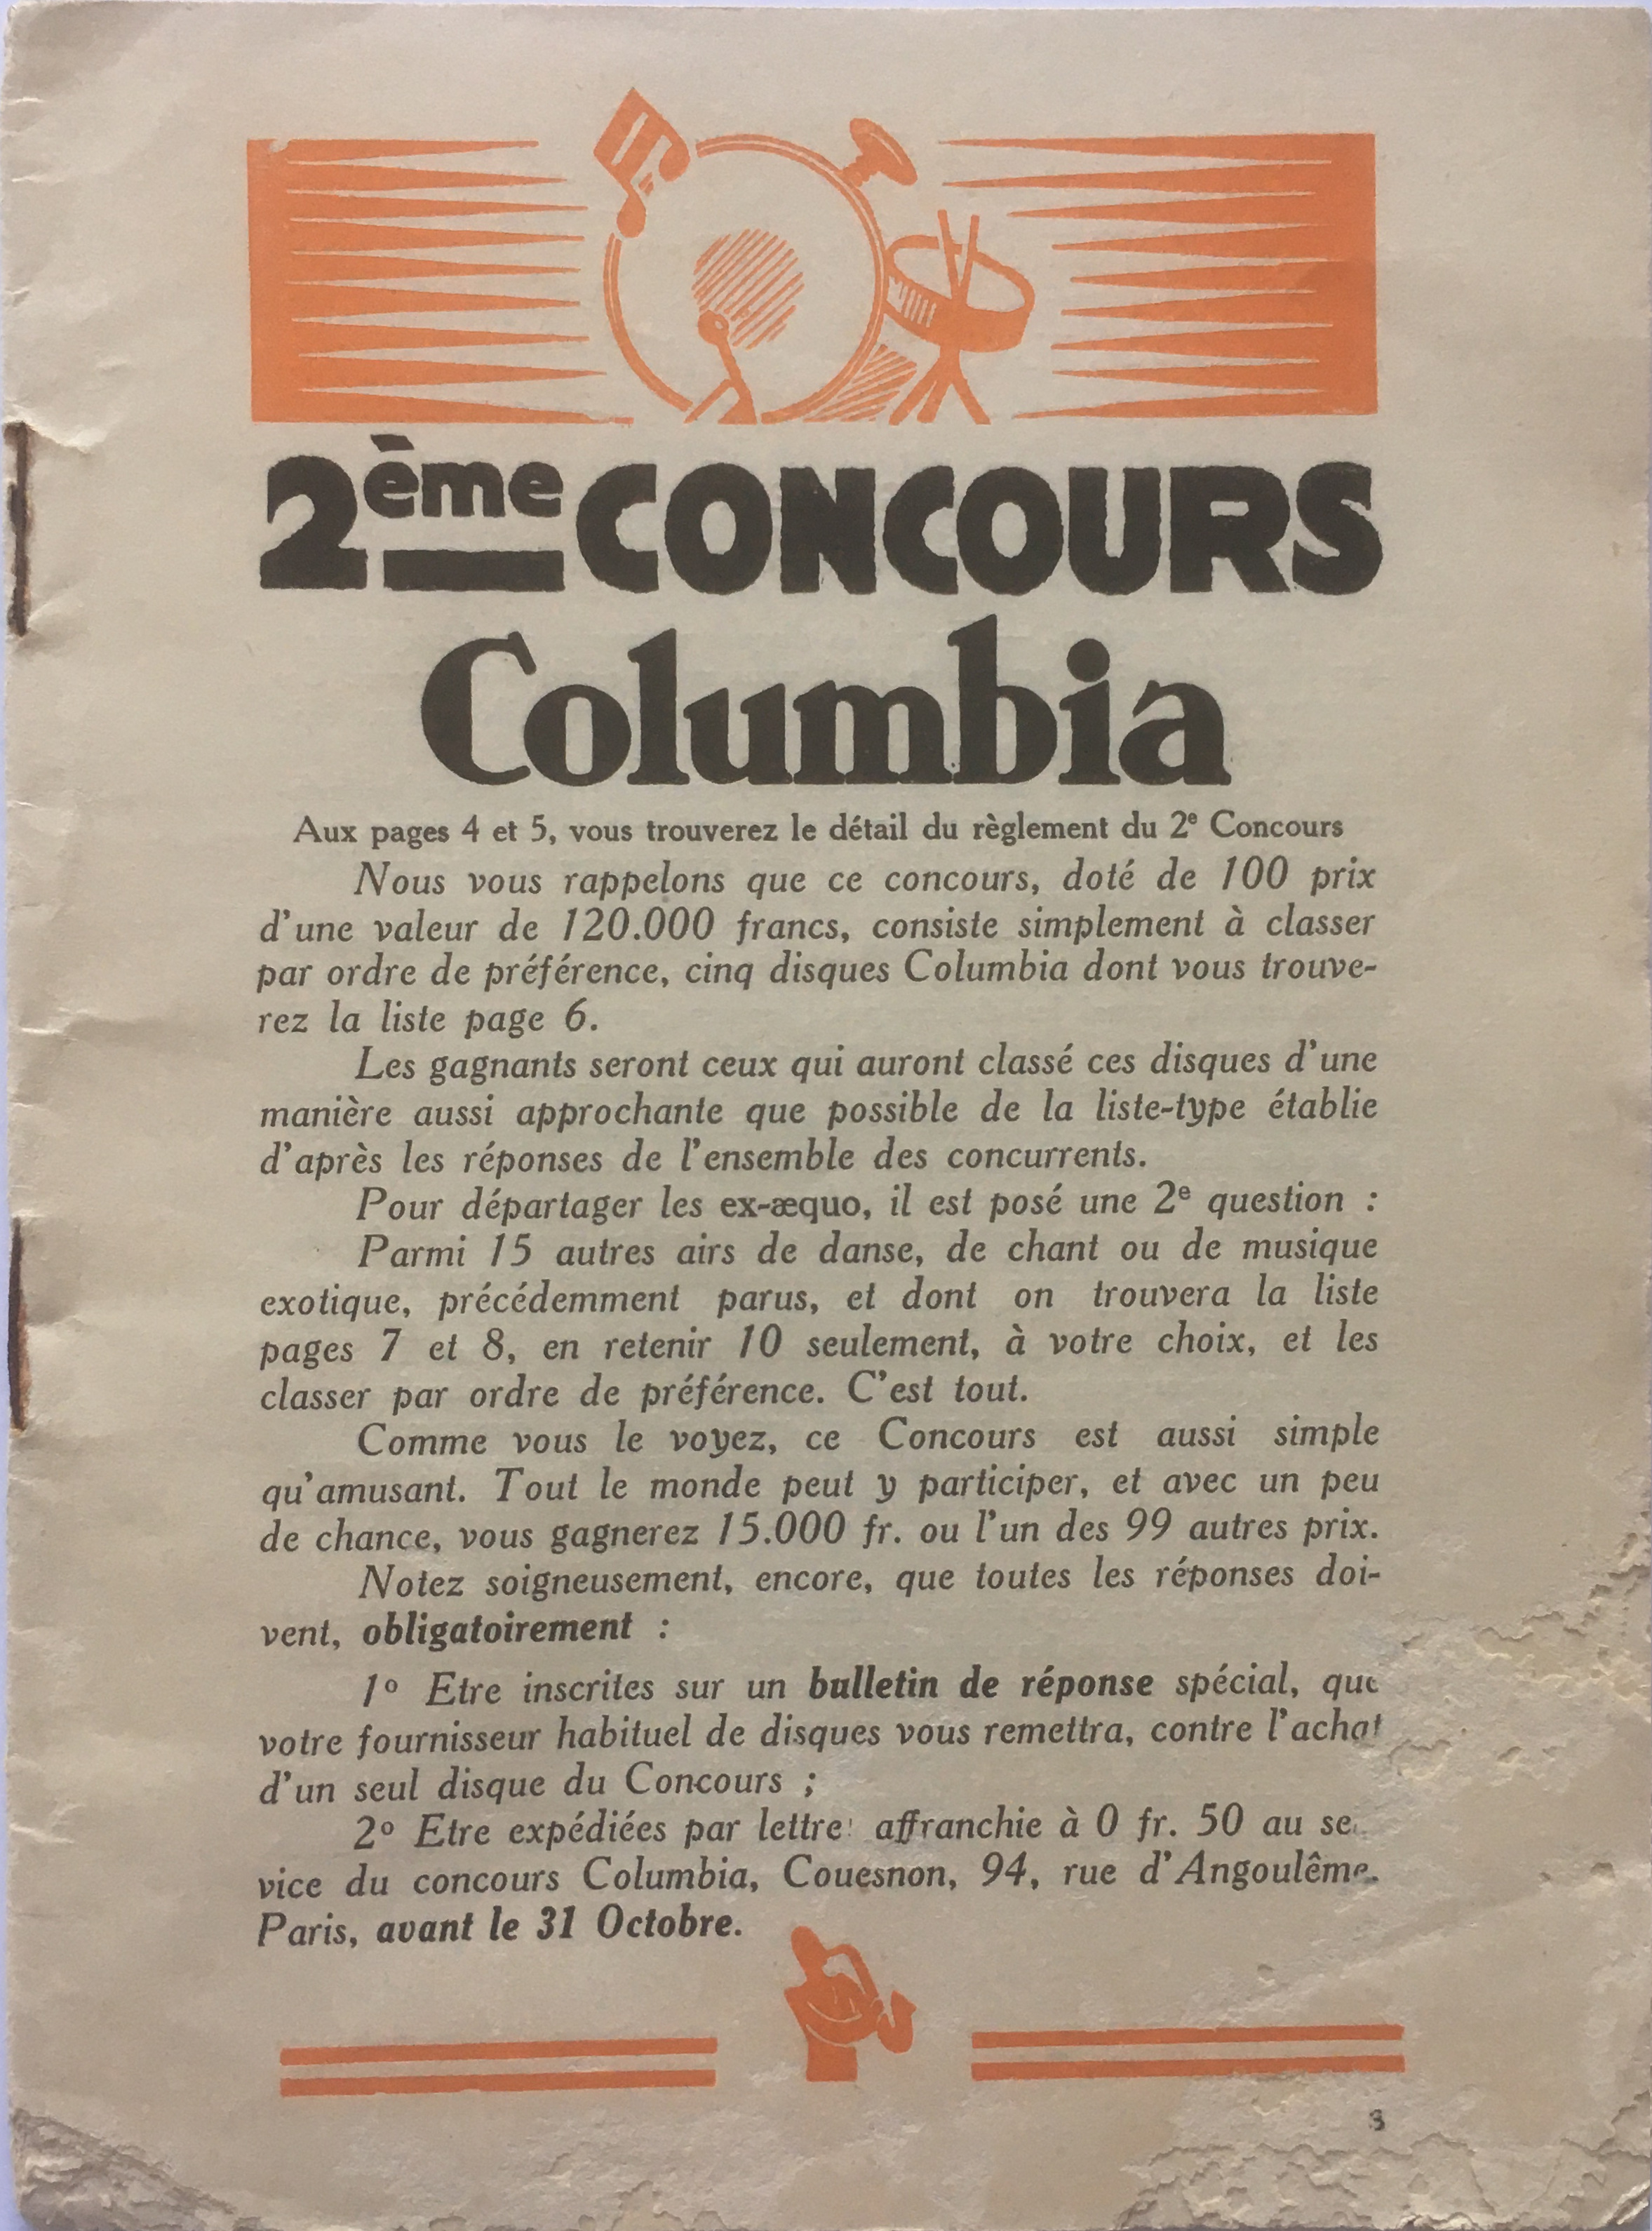 2ème CONCOURS
Columbia
Aux pages 4 et 5, vous trouverez le détail du règlement du 2e Concours
Nous vous rappelons que ce concours, doté de 100 prix
d'une valeur de 120.000 francs, consiste simplement à classer
par ordre de préférence, cinq disques Columbia dont vous trouve-
rez la liste page 6.
Les gagnants seront ceux qui auront classé ces disques d'une
manière aussi approchante que possible de la liste-type établie
d'après les réponses de l'ensemble des concurrents.
Pour départager les ex-æquo, il est posé une 2e question :
Parmi 15 autres airs de danse, de chant ou de musique
exotique, précédemment parus, et dont on trouvera la liste
pages 7 et 8, en retenir 10 seulement, à votre choix, et les
classer par ordre de préférence. C'est tout.
Comme vous le voyez, ce Concours est aussi simple
qu'amusant. Tout le monde peut y participer, et avec un peu
de chance, vous gagnerez 15.000 fr. ou l'un des 99 autres prix.
Notez soigneusement, encore, que toutes les réponses doi-
vent, obligatoirement :
1o Etre inscrites sur un bulletin de réponse spécial, que
votre fournisseur habituel de disques vous remettra, contre l'achat
d'un seul disque du Concours ;
2o Etre expédiées par lettre affranchie à 0 fr. 50 au se
vice du concours Columbia, Couesnon, 94, rue d'Angoulême.
Paris, avant le 31 Octobre.
3